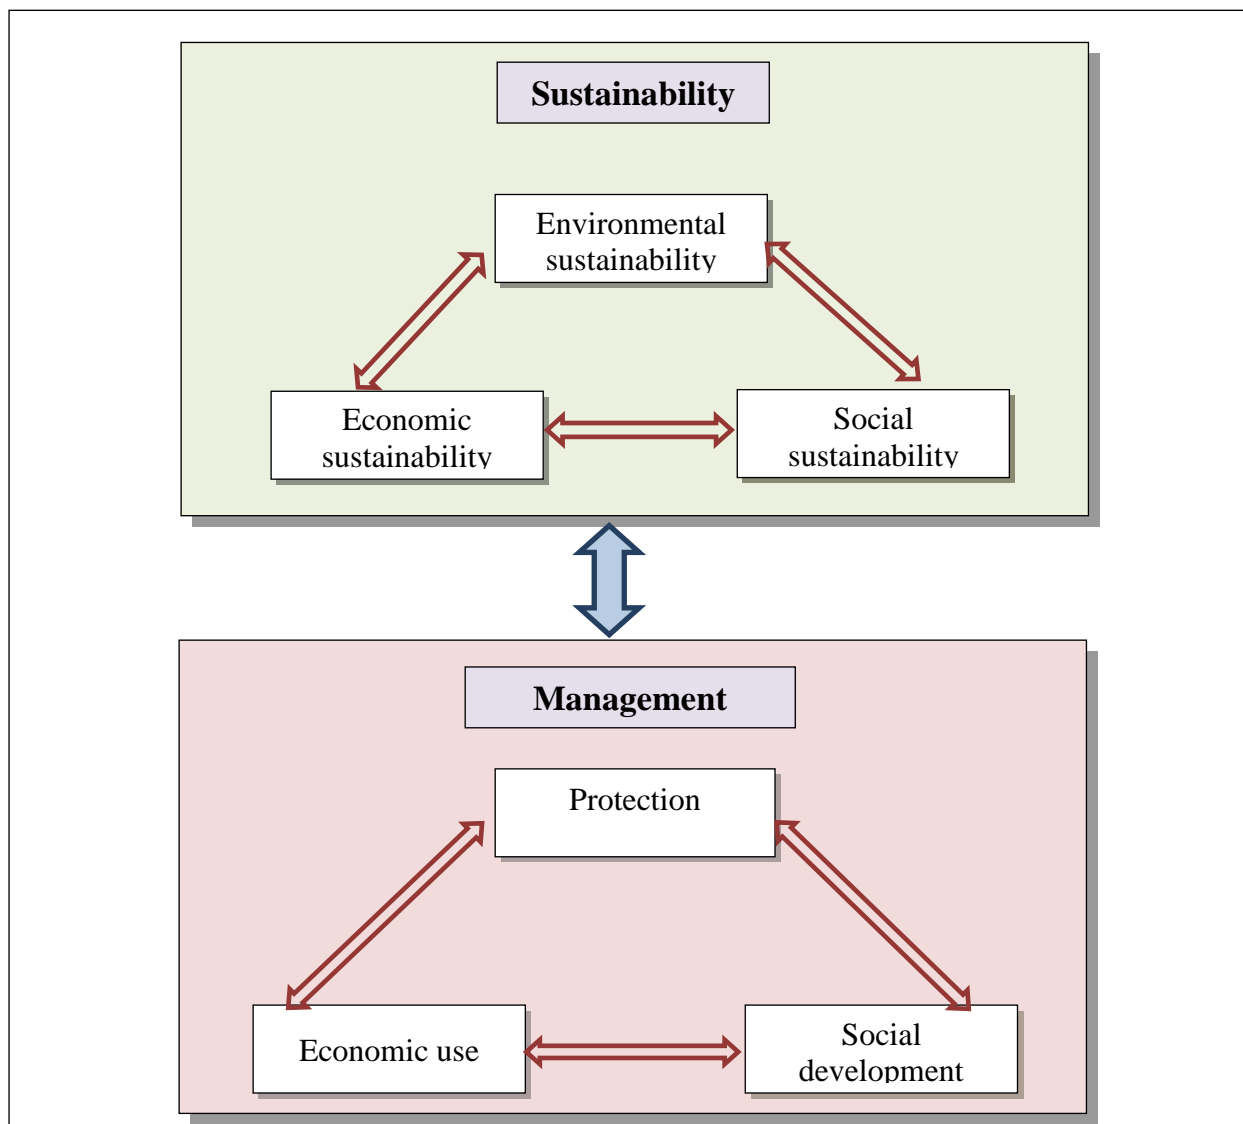 Sustainability
Environmental
sustainability
Economic
sustainability
Social
sustainability
Management
Protection
Economic use
Social
development